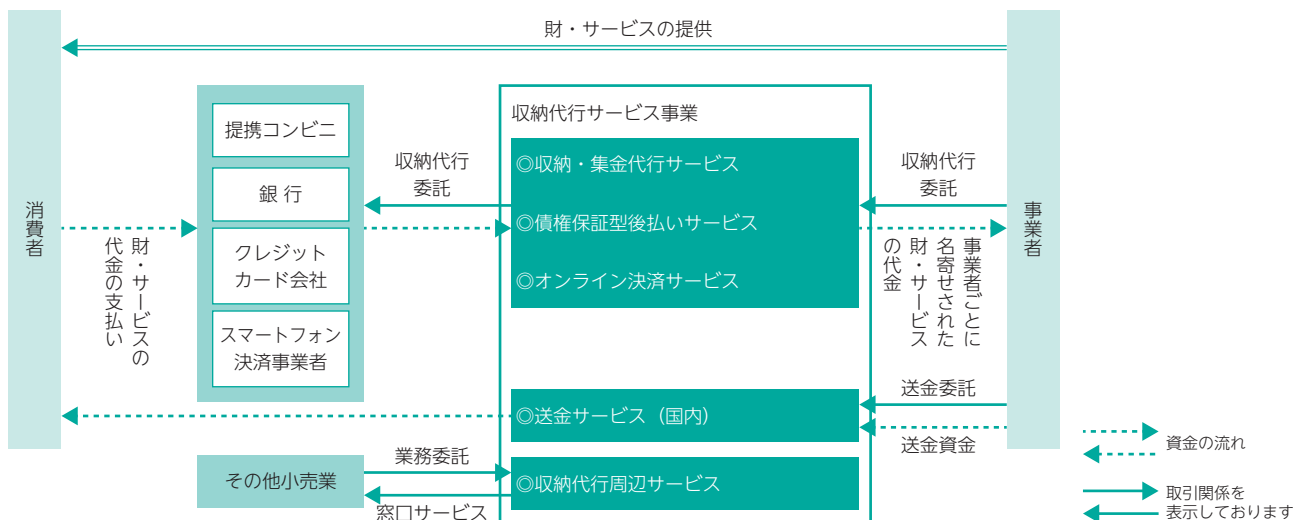 財・サービスの提供
消費者
財・サービスの
代金の支払い
提携コンビニ
銀 行
クレジット
カード会社
スマートフォン
決済事業者
収納代行
委託
収納代行サービス事業
◎収納・集金代行サービス
◎債権保証型後払いサービス
◎オンライン決済サービス
収納代行
委託
事業者ごとに
名寄せされた
財・サービス
の代金
事業者
◎送金サービス（国内）
送金委託
送金資金
その他小売業
業務委託
窓口サービス
◎収納代行周辺サービス
資金の流れ
取引関係を
表示しております